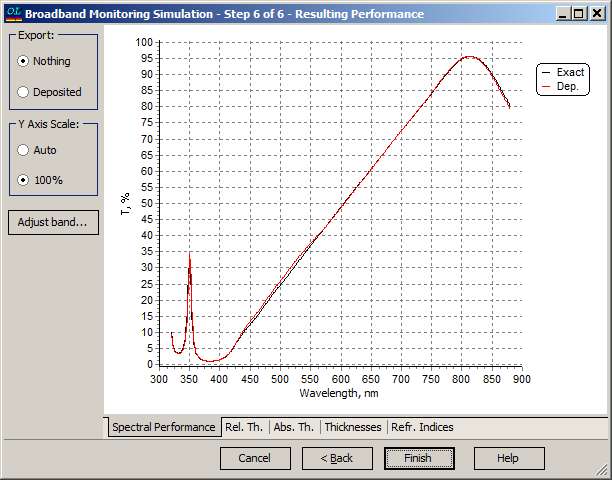 OL Broadband Monitoring Simulation - Step 6 of 6 - Resulting Performance
Export:
Nothing
Deposited
Y Axis Scale:
Auto
100%
Adjust band...
100
95
90
85
80
75
70
65
60
55
50
45
40
35
30
25
20
15
10
5
0
T, %
300 350 400 450 500 550 600 650 700 750 800 850 900
Wavelength, nm
Exact
Dep.
Spectral Performance Rel. Th. Abs. Th. Thicknesses Refr. Indices
Cancel < Back Finish Help